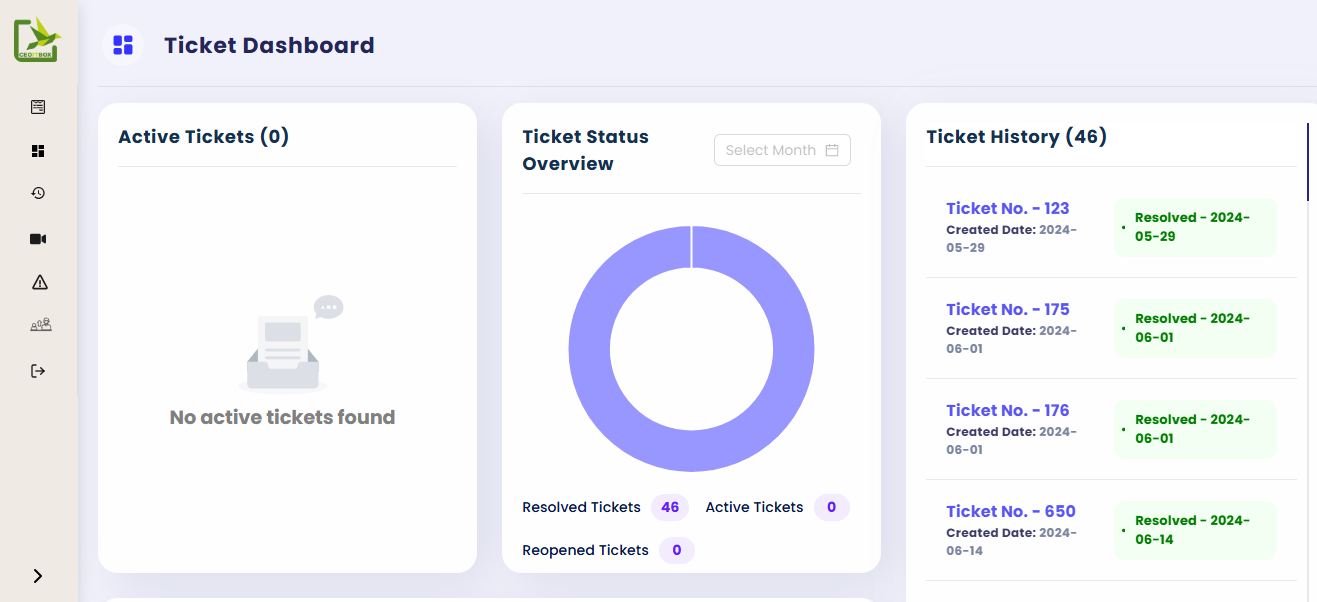 Ticket Dashboard
Active Tickets (0)
No active tickets found
Ticket Status
Overview
Select Month
Resolved Tickets 46 Active Tickets 0
Reopened Tickets 0
Ticket History (46)
Ticket No. - 123
Created Date: 2024-
05-29
Resolved - 2024-
05-29
Ticket No. - 175
Created Date: 2024-
06-01
Resolved - 2024-
06-01
Ticket No. - 176
Created Date: 2024-
06-01
Resolved - 2024-
06-01
Ticket No. - 650
Created Date: 2024-
06-14
Resolved - 2024-
06-14